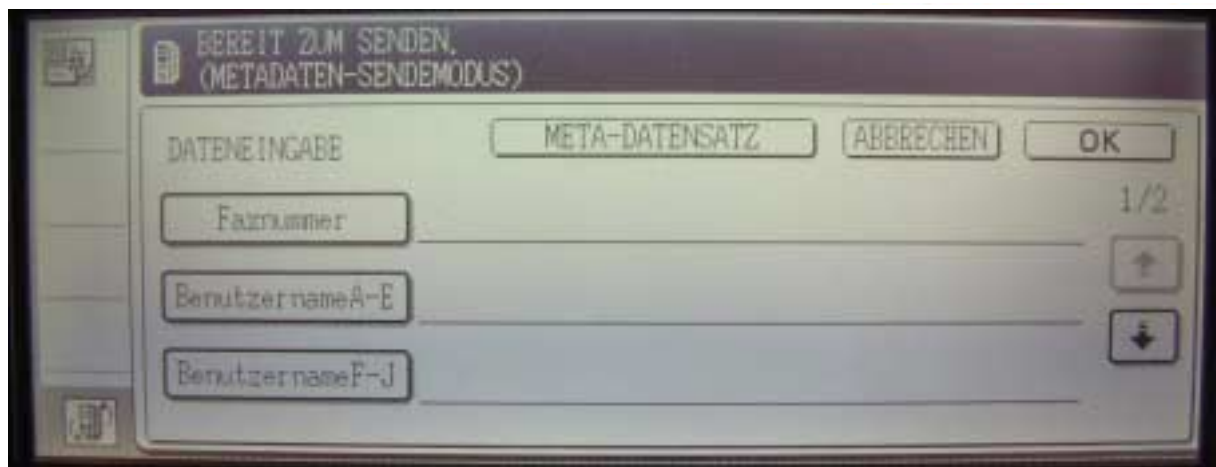 BEREIT ZUM SENDEN.
(METADATEN-SENDEMODUS)
DATENEINGABE META-DATENSATZ ABBRECHEN OK
1/2
Faxnummer
BenutzernameA-E
BenutzernameF-J